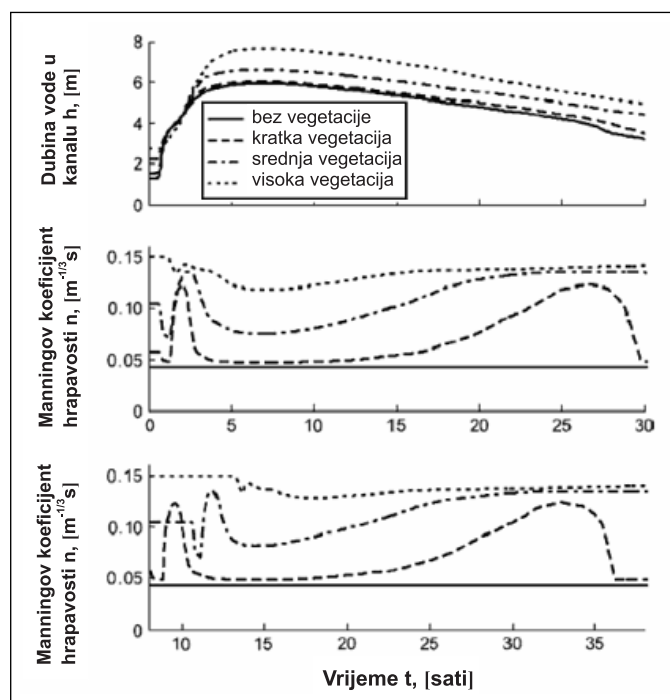 Dubina vode u
kanalu h, [m]
8
6
4
2
0
bez vegetacije
kratka vegetacija
srednja vegetacija
visoka vegetacija
Manningov koeficijent
hrapavosti n, [m-1/3s]
0.15
0.10
0.05
0
0 5 10 15 20 25 30
Manningov koeficijent
hrapavosti n, [m-1/3s]
0.15
0.10
0.05
0
10 15 20 25 30 35
Vrijeme t, [sati]